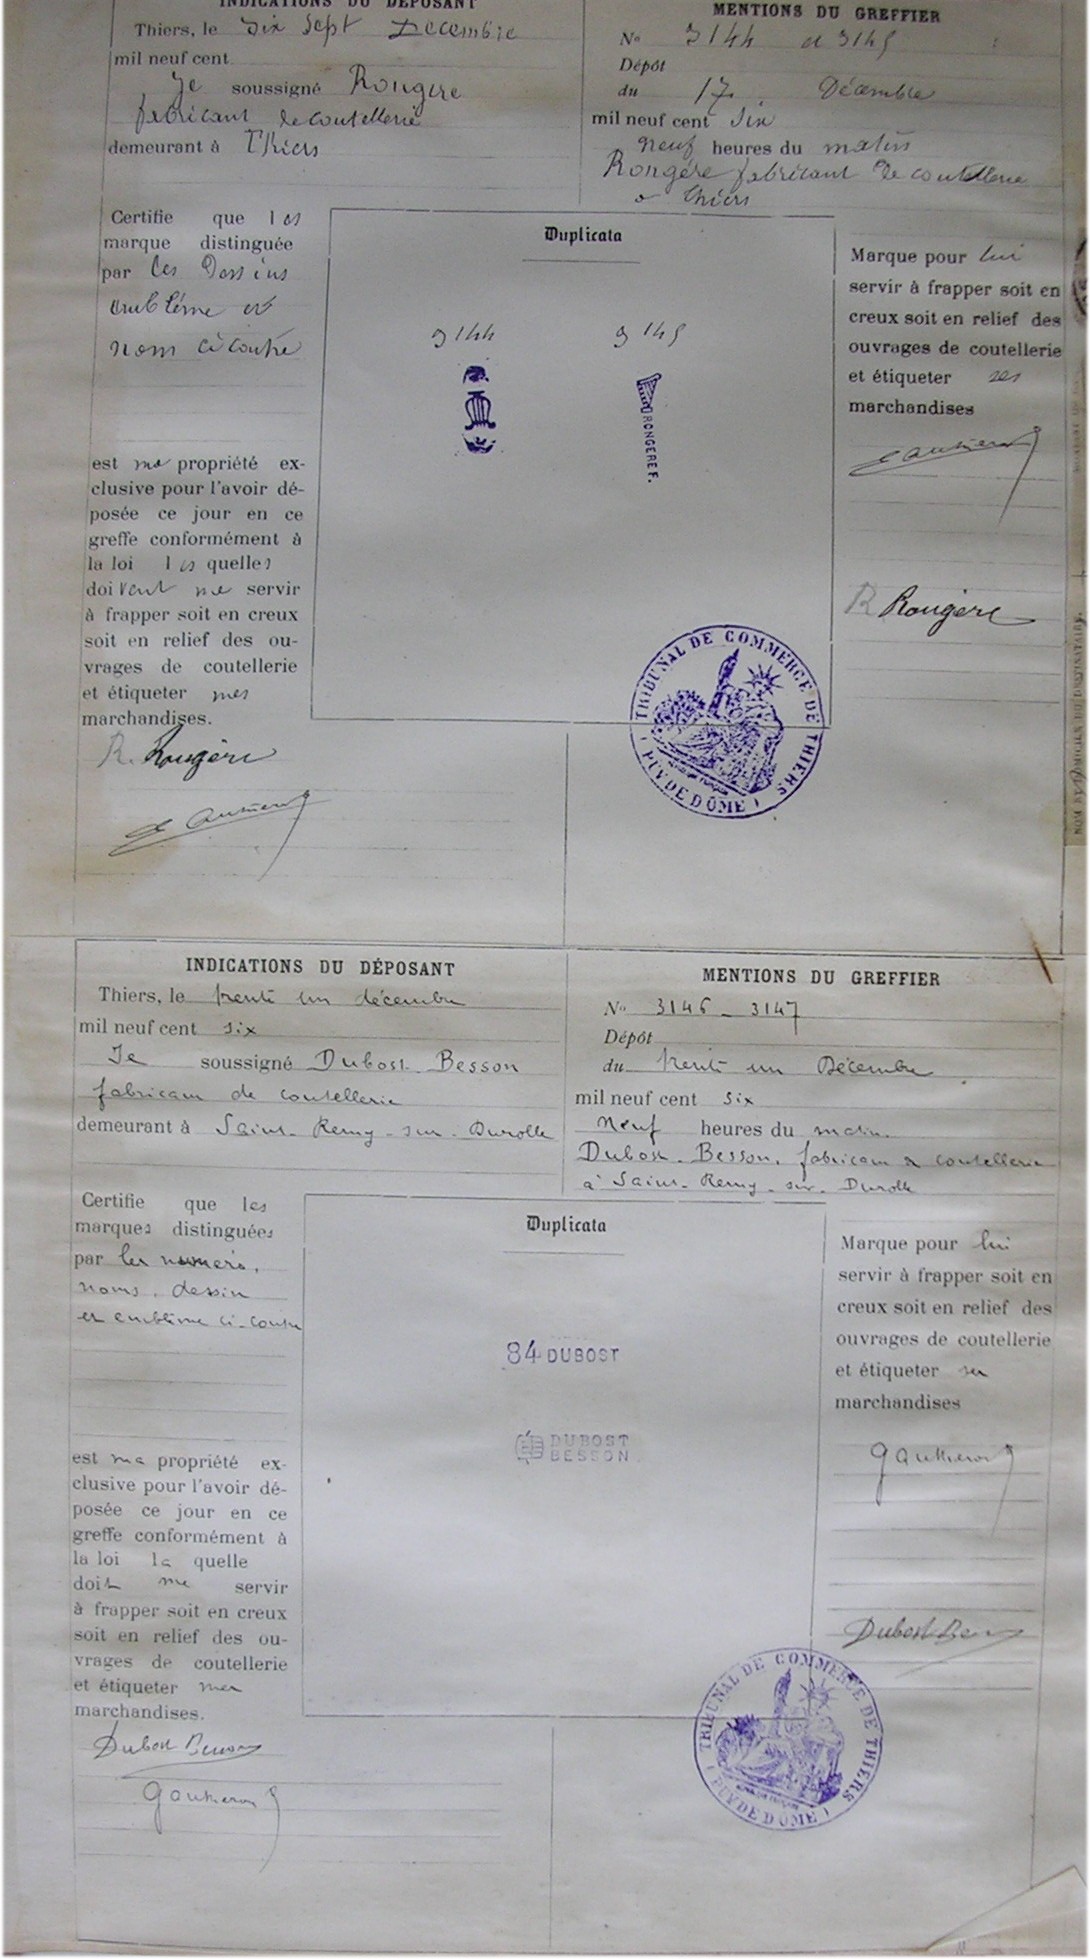 INDICATIONS DU DÉPOSANT
Thiers, le dix sept Decembre
mil neuf cent
Je soussigné Rongère
fabricant de coutellerie
demeurant à Thiers
MENTIONS DU GREFFIER
No 3144 et 3145
Dépôt
du 17 Décembre
mil neuf cent six
neuf heures du matin
Rongère fabricant de coutellerie
a Thiers
Certifie que les
marque distinguée
par les Dessins
emblême et
nom ci contre
est ma propriété ex-
clusive pour l'avoir dé-
posée ce jour en ce
greffe conformément à
la loi les quelles
doivent me servir
à frapper soit en creux
soit en relief des ou-
vrages de coutellerie
et étiqueter mes
marchandises.
R. Rougère
Duplicata
3144 3145
RONGERE F.
TRIBUNAL DE COMMERCE DE THIERS
(PUY DE DÔME)
Marque pour lui
servir à frapper soit en
creux soit en relief des
ouvrages de coutellerie
et étiqueter ses
marchandises
R Rougère
NOM ET DOMICILE DU DESTINATAIRE.
INDICATIONS DU DÉPOSANT
Thiers, le trente un décembre
mil neuf cent six
Je soussigné Dubost Besson
fabricant de coutellerie
demeurant à Saint-Remy-sur-Durolle
MENTIONS DU GREFFIER
No 3146 - 3147
Dépôt
du trente un Décembre
mil neuf cent six
Neuf heures du matin
Dubost-Besson, fabricant de coutellerie
à Saint-Remy-sur-Durolle
Certifie que les
marques distinguées
par les numéro,
noms, dessin
et emblème ci-contre
est ma propriété ex-
clusive pour l'avoir dé-
posée ce jour en ce
greffe conformément à
la loi la quelle
doit me servir
à frapper soit en creux
soit en relief des ou-
vrages de coutellerie
et étiqueter mes
marchandises.
Dubost Besson
Gauthieron
Duplicata
84 DUBOST
DUBOST
BESSON
TRIBUNAL DE COMMERCE DE THIERS
(PUY DE DÔME)
Marque pour lui
servir à frapper soit en
creux soit en relief des
ouvrages de coutellerie
et étiqueter ses
marchandises
Gauthieron
Dubost-Besson